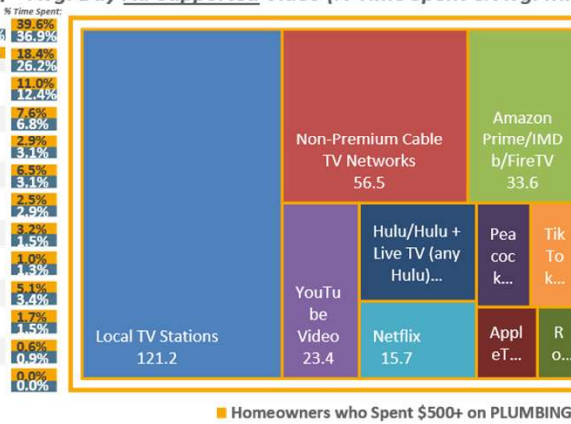 % Time Spent:
39.6%
36.9%
18.4%
26.2%
11.0%
12.4%
7.6%
6.8%
2.9%
3.1%
6.5%
3.1%
2.5%
2.9%
3.2%
1.5%
1.0%
1.3%
5.1%
3.4%
1.7%
1.5%
0.6%
0.9%
0.0%
0.0%
Local TV Stations
121.2
Non-Premium Cable
TV Networks
56.5
Amazon
Prime/IMD
b/FireTV
33.6
YouTu
be
Video
23.4
Hulu/Hulu +
Live TV (any
Hulu)...
Netflix
15.7
Pea
coc
k...
Tik
To
k...
Apple
eT...
R
o...
Homeowners who Spent $500+ on PLUMBING